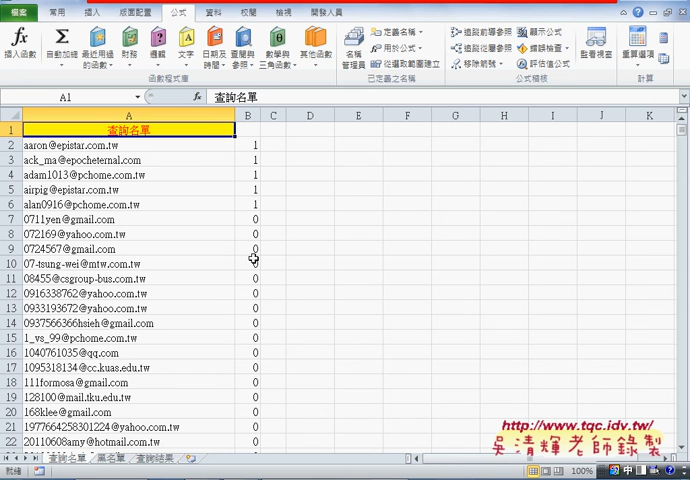 檔案 常用 插入 版面配置 公式 資料 校閱 檢視 開發人員
fx Σ θ
插入函數 自動加總 最近用過的函數 財務 邏輯 文字 日期及時間 查閱與參照 數學與三角函數 其他函數
函數程式庫
名稱管理員 定義名稱 用於公式 從選取範圍建立
已定義之名稱
追蹤前導參照 追蹤從屬參照 移除箭號 顯示公式 錯誤檢查 評估值公式
公式稽核
監看視窗 重算選項
計算
A1 fx 查詢名單
A B C D E F G H I J K
1 查詢名單
2 aaron@epistar.com.tw 1
3 ack_ma@epocheternal.com 1
4 adam1013@pchome.com.tw 1
5 airpig@epistar.com.tw 1
6 alan0916@pchome.com.tw 1
7 0711yen@gmail.com 0
8 072169@yahoo.com.tw 0
9 0724567@gmail.com 0
10 07-tsung-wei@mtw.com.tw
11 08455@csgroup-bus.com.tw 0
12 0916338762@yahoo.com.tw 0
13 0933193672@yahoo.com.tw 0
14 0937566366hsieh@gmail.com 0
15 1_vs_99@pchome.com.tw 0
16 1040761035@qq.com 0
17 1095318134@cc.kuas.edu.tw 0
18 111formosa@gmail.com 0
19 128100@mail.tku.edu.tw 0
20 168klee@gmail.com 0
21 1977664258301224@yahoo.com.tw 0
22 20110608amy@hotmail.com.tw 0
http://www.tqc.idv.tw/
吳清輝老師錄製
查詢名單 黑名單 查詢結果
就緒 100% 中